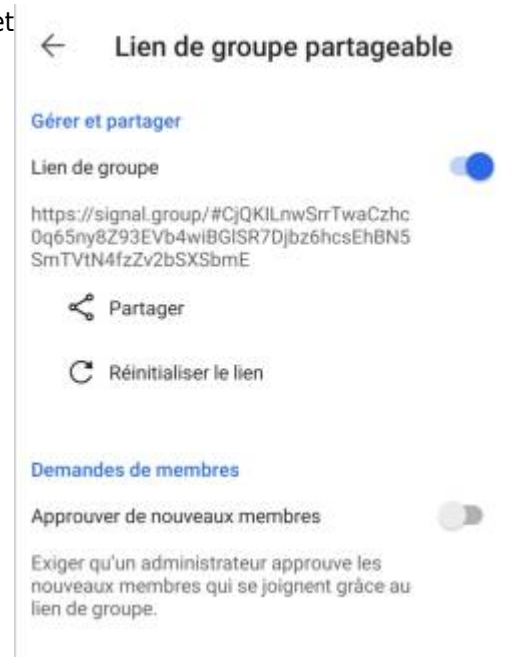 et
Lien de groupe partageable
Gérer et partager
Lien de groupe
https://signal.group/#CjQKILnwSrrTwaCzhc
0q65ny8Z93EVb4wiBGlSR7Djbz6hcsEhBN5
SmTVtN4fzZv2bSXSbmE
Partager
Réinitialiser le lien
Demandes de membres
Approuver de nouveaux membres
Exiger qu'un administrateur approuve les
nouveaux membres qui se joignent grâce au
lien de groupe.